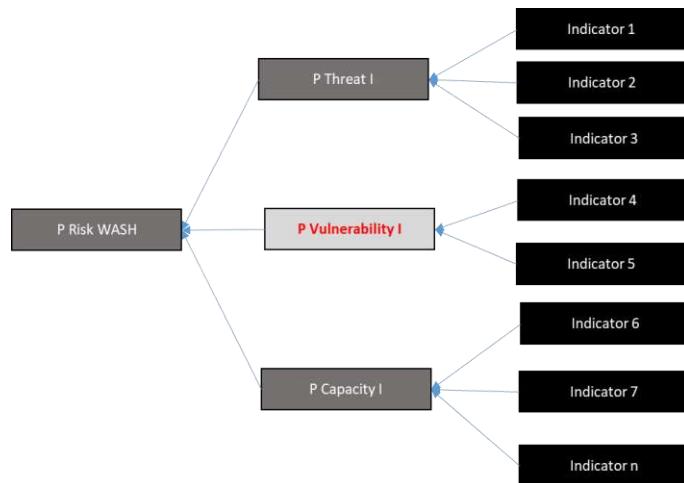 Indicator 1
P Threat I
Indicator 2
Indicator 3
Indicator 4
P Risk WASH
P Vulnerability I
Indicator 5
Indicator 6
P Capacity I
Indicator 7
Indicator n